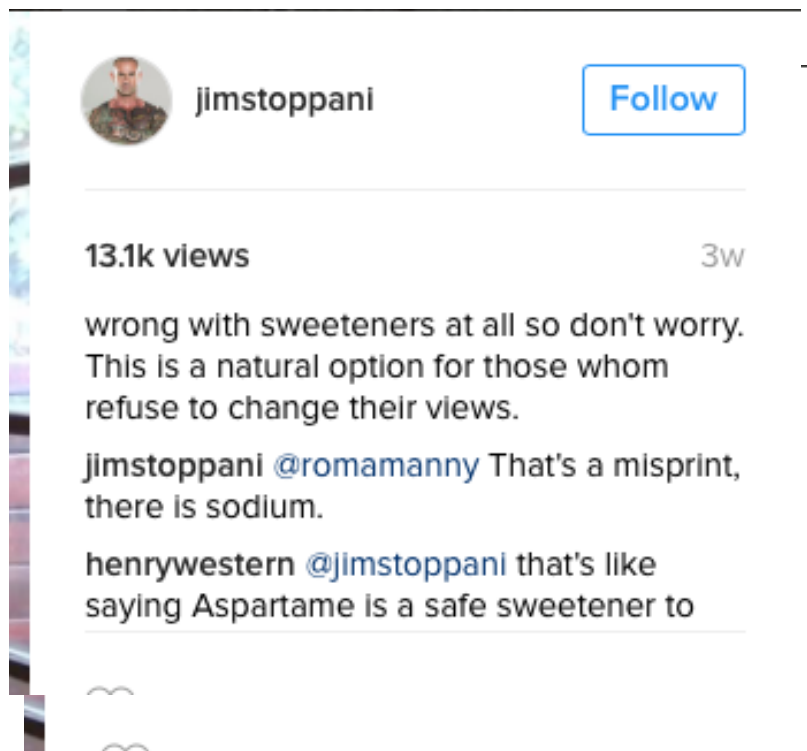 jimstoppani
Follow
13.1k views
3w
wrong with sweeteners at all so don't worry.
This is a natural option for those whom
refuse to change their views.
jimstoppani @romamanny That's a misprint,
there is sodium.
henrywestern @jimstoppani that's like
saying Aspartame is a safe sweetener to